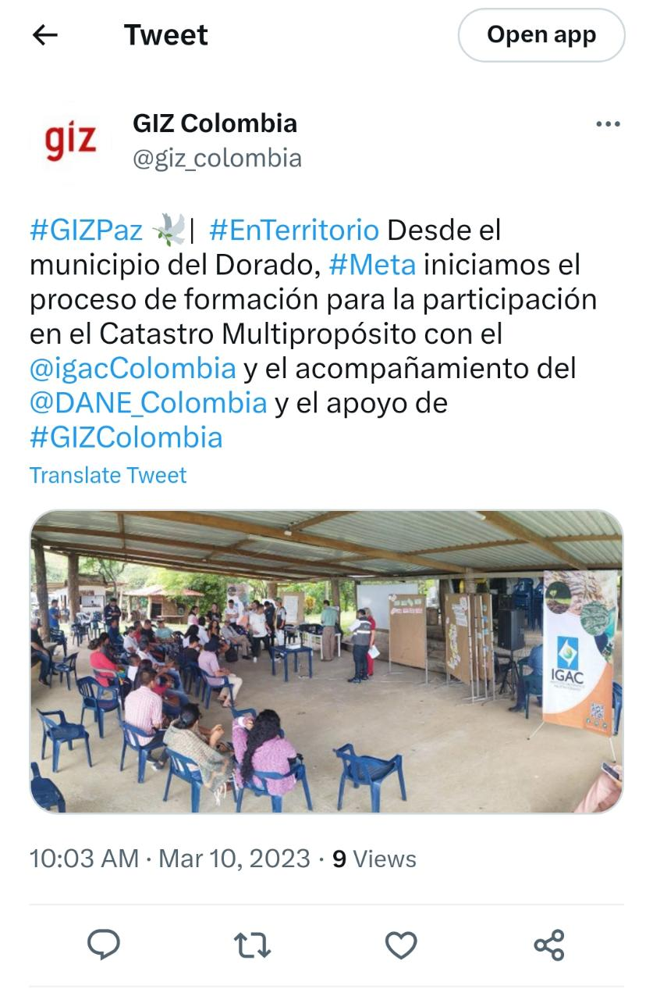 Tweet
Open app
giz
GIZ Colombia
@giz_colombia
#GIZPaz 🕊️| #EnTerritorio Desde el
municipio del Dorado, #Meta iniciamos el
proceso de formación para la participación
en el Catastro Multipropósito con el
@igacColombia y el acompañamiento del
@DANE_Colombia y el apoyo de
#GIZColombia
Translate Tweet
IGAC
10:03 AM · Mar 10, 2023 · 9 Views